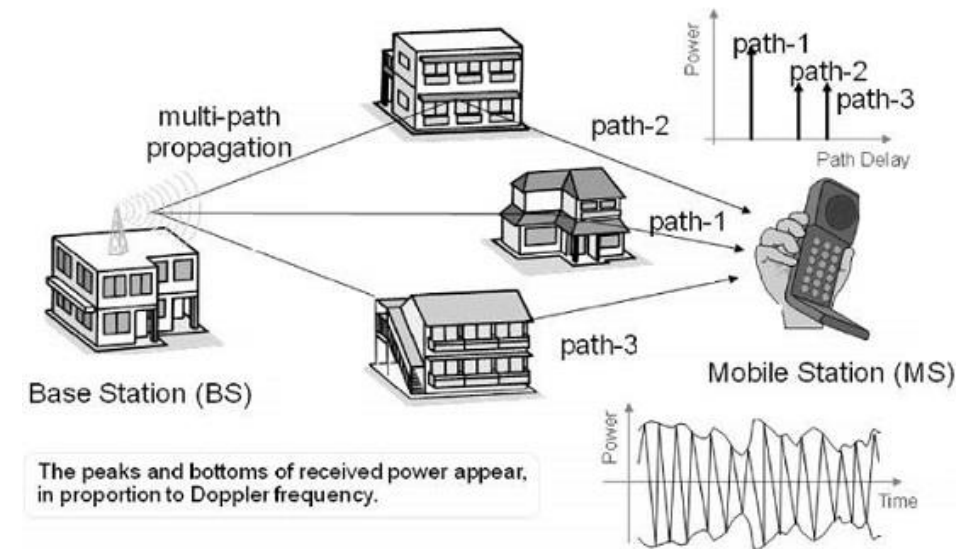 multi-path
propagation
path-2
path-1
path-3
Base Station (BS)
Mobile Station (MS)
Power
path-1
path-2
path-3
Path Delay
Power
Time
The peaks and bottoms of received power appear,
in proportion to Doppler frequency.